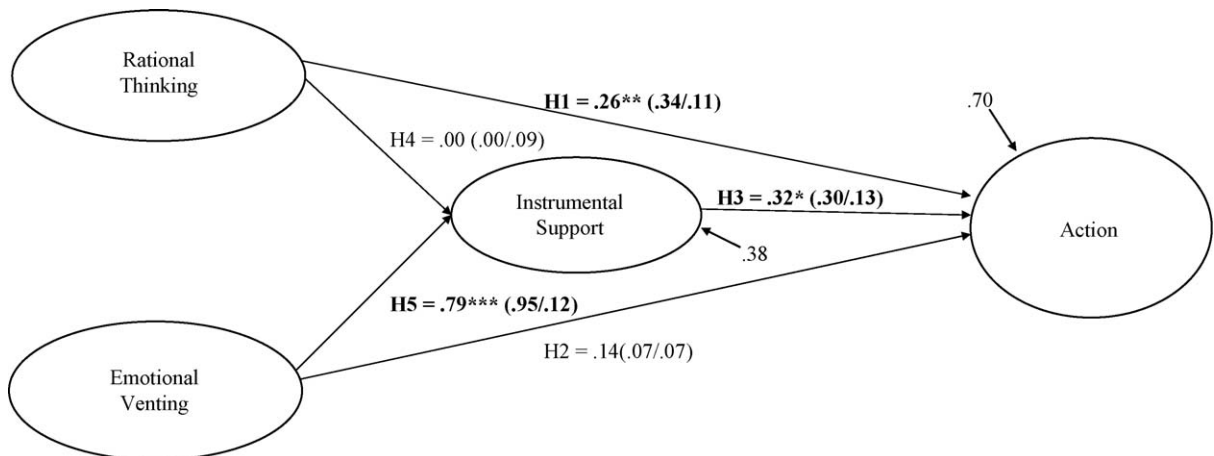 Rational
Thinking
H1 = .26** (.34/.11)
.70
H4 = .00 (.00/.09)
Instrumental
Support
H3 = .32* (.30/.13)
Action
.38
H5 = .79*** (.95/.12)
H2 = .14(.07/.07)
Emotional
Venting